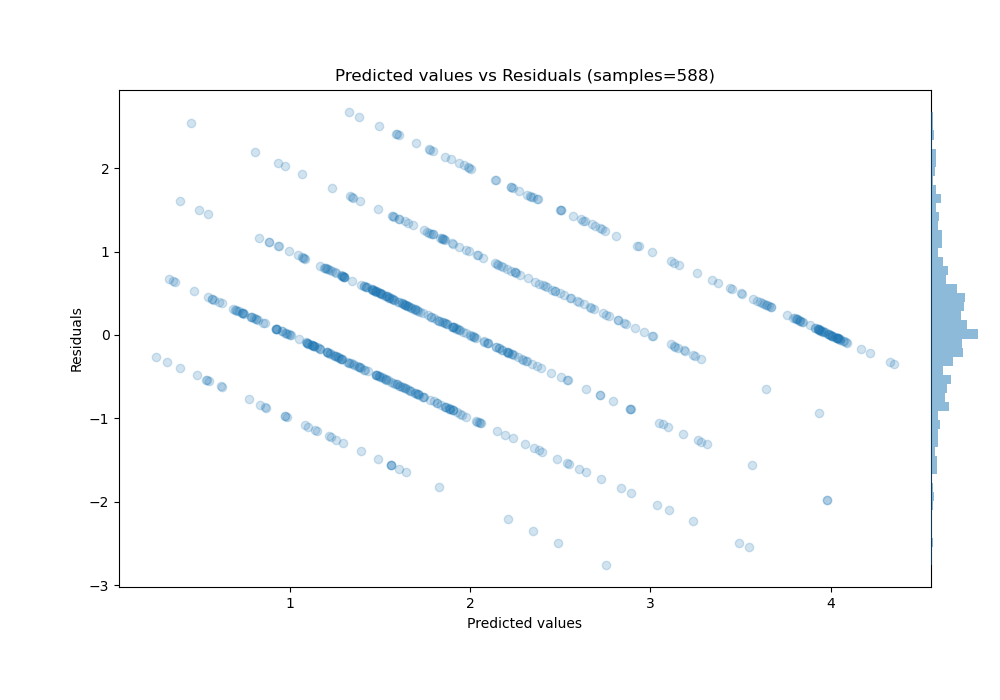 Predicted values vs Residuals (samples=588)
2
1
0
−1
−2
−3
Residuals
1 2 3 4
Predicted values